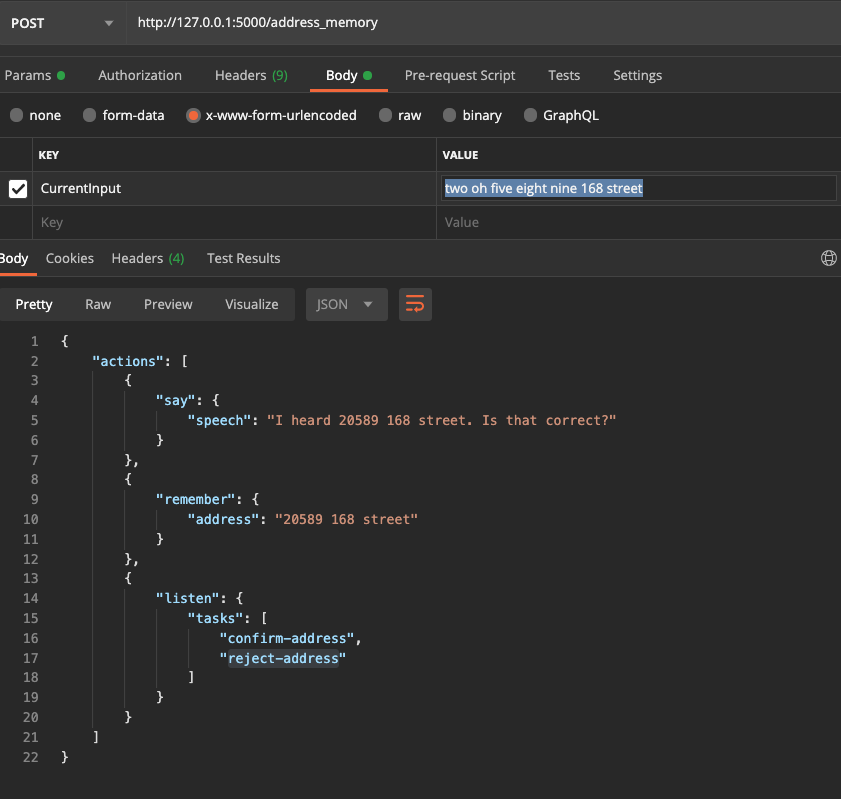 POST http://127.0.0.1:5000/address_memory
Params Authorization Headers (9) Body Pre-request Script Tests Settings
none form-data x-www-form-urlencoded raw binary GraphQL
KEY VALUE
CurrentInput two oh five eight nine 168 street
Key Value
Body Cookies Headers (4) Test Results
Pretty Raw Preview Visualize JSON
1 {
2 "actions": [
3 {
4 "say": {
5 "speech": "I heard 20589 168 street. Is that correct?"
6 }
7 },
8 {
9 "remember": {
10 "address": "20589 168 street"
11 }
12 },
13 {
14 "listen": {
15 "tasks": [
16 "confirm-address",
17 "reject-address"
18 ]
19 }
20 }
21 ]
22 }